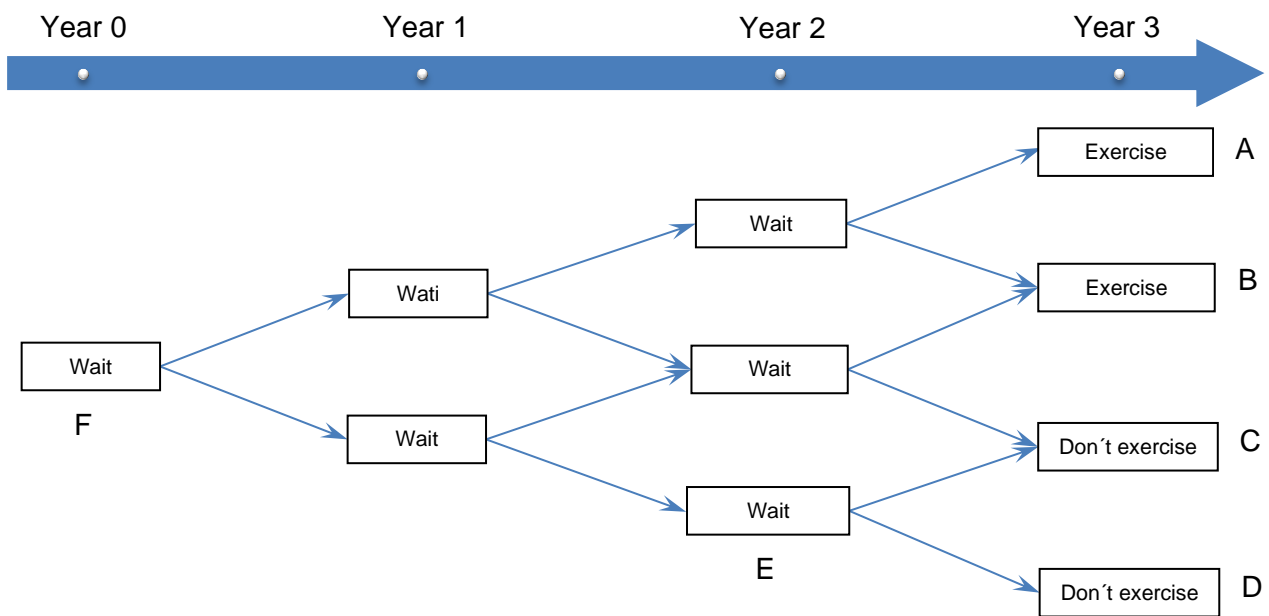 Year 0
Year 1
Year 2
Year 3
Exercise
A
Wait
Wati
Exercise
B
Wait
F
Wait
Wait
Don´t exercise
C
Wait
E
Don´t exercise
D